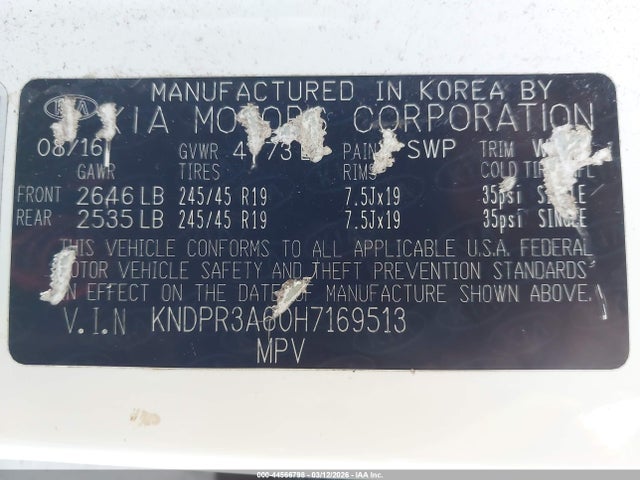 MANUFACTURED IN KOREA BY
KIA KIA CORPORATION
08/16 GVWR PAINT SWP TRIM
GAWR TIRES RIMS COLD
FRONT 2646 LB 245/45 R19 7.5Jx19 35psi SINGLE
REAR 2535 LB 245/45 R19 7.5Jx19 35psi SINGLE
THIS VEHICLE CONFORMS TO ALL APPLICABLE U.S.A. FEDERAL
MOTOR VEHICLE SAFETY AND THEFT PREVENTION STANDARDS
IN EFFECT ON THE DATE OF MANUFACTURE SHOWN ABOVE.
V.I.N KNDPR3A60H7169513
MPV
000-44566798 - 03/12/2026 - IAA Inc.